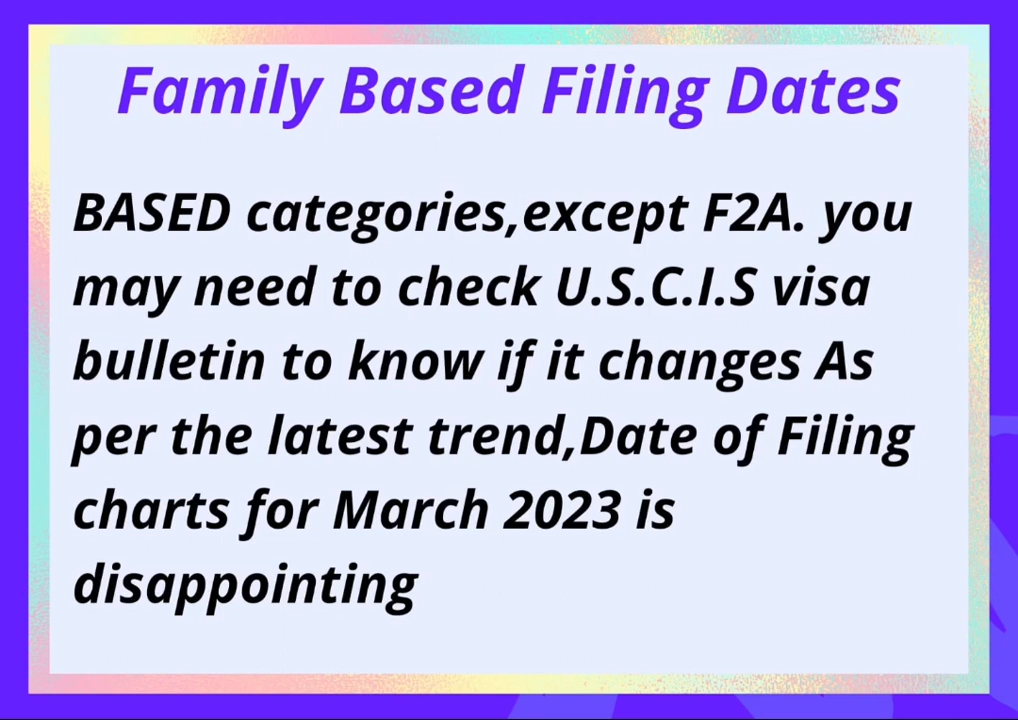 Family Based Filing Dates
BASED categories,except F2A. you
may need to check U.S.C.I.S visa
bulletin to know if it changes As
per the latest trend,Date of Filing
charts for March 2023 is
disappointing